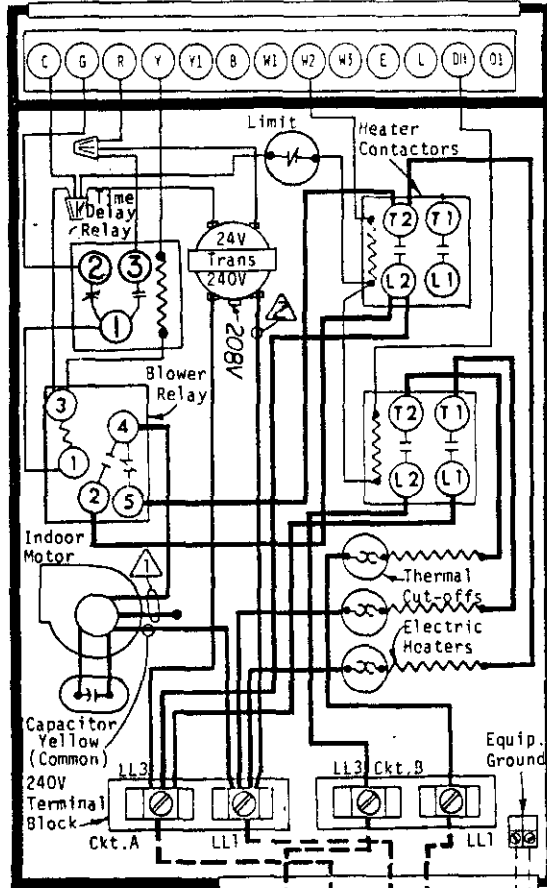 C G R Y Y1 B W1 W2 W3 E L DH O1
Limit
Heater
Contactors
Time
Delay
Relay
2 3
1
24V
Trans
240V
208V
2
T2 T1
L2 L1
Blower
Relay
3
4
1
2
5
T2 T1
L2 L1
Indoor
Motor
1
Thermal
Cut-offs
Electric
Heaters
Capacitor
Yellow
(Common)
240V
Terminal
Block
LL3
LL3 Ckt.B
Equip.
Ground
Ckt.A
LL1
LL1